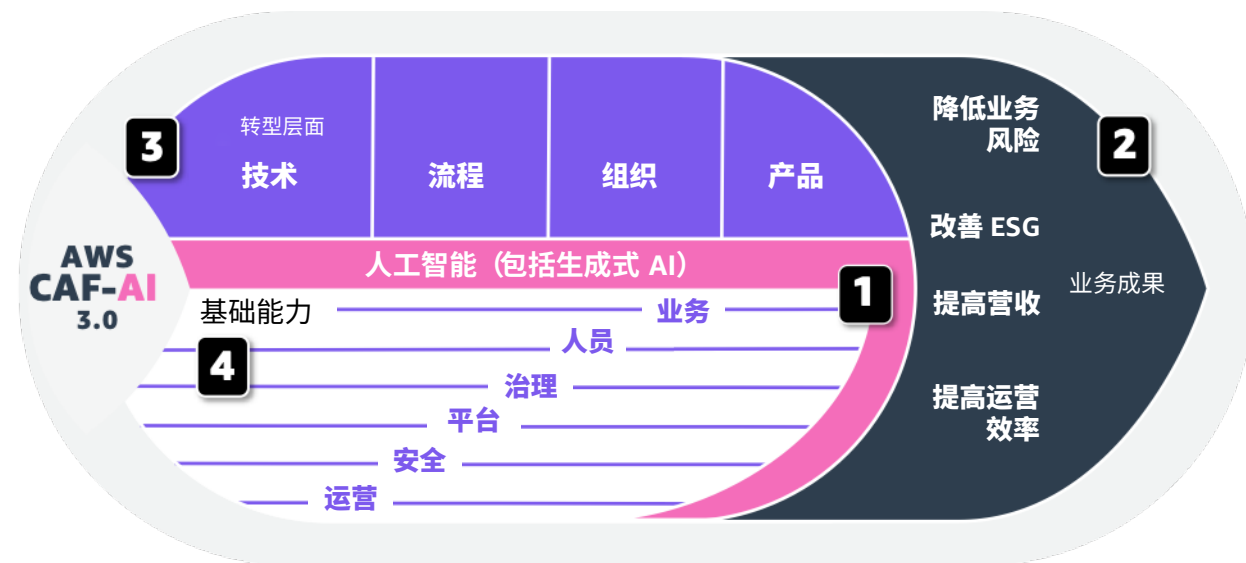 3
转型层面
技术
流程
组织
产品
AWS
CAF-AI
3.0
人工智能（包括生成式 AI）
1
基础能力
业务
人员
4
治理
平台
安全
运营
降低业务
风险
2
改善 ESG
业务成果
提高营收
提高运营
效率